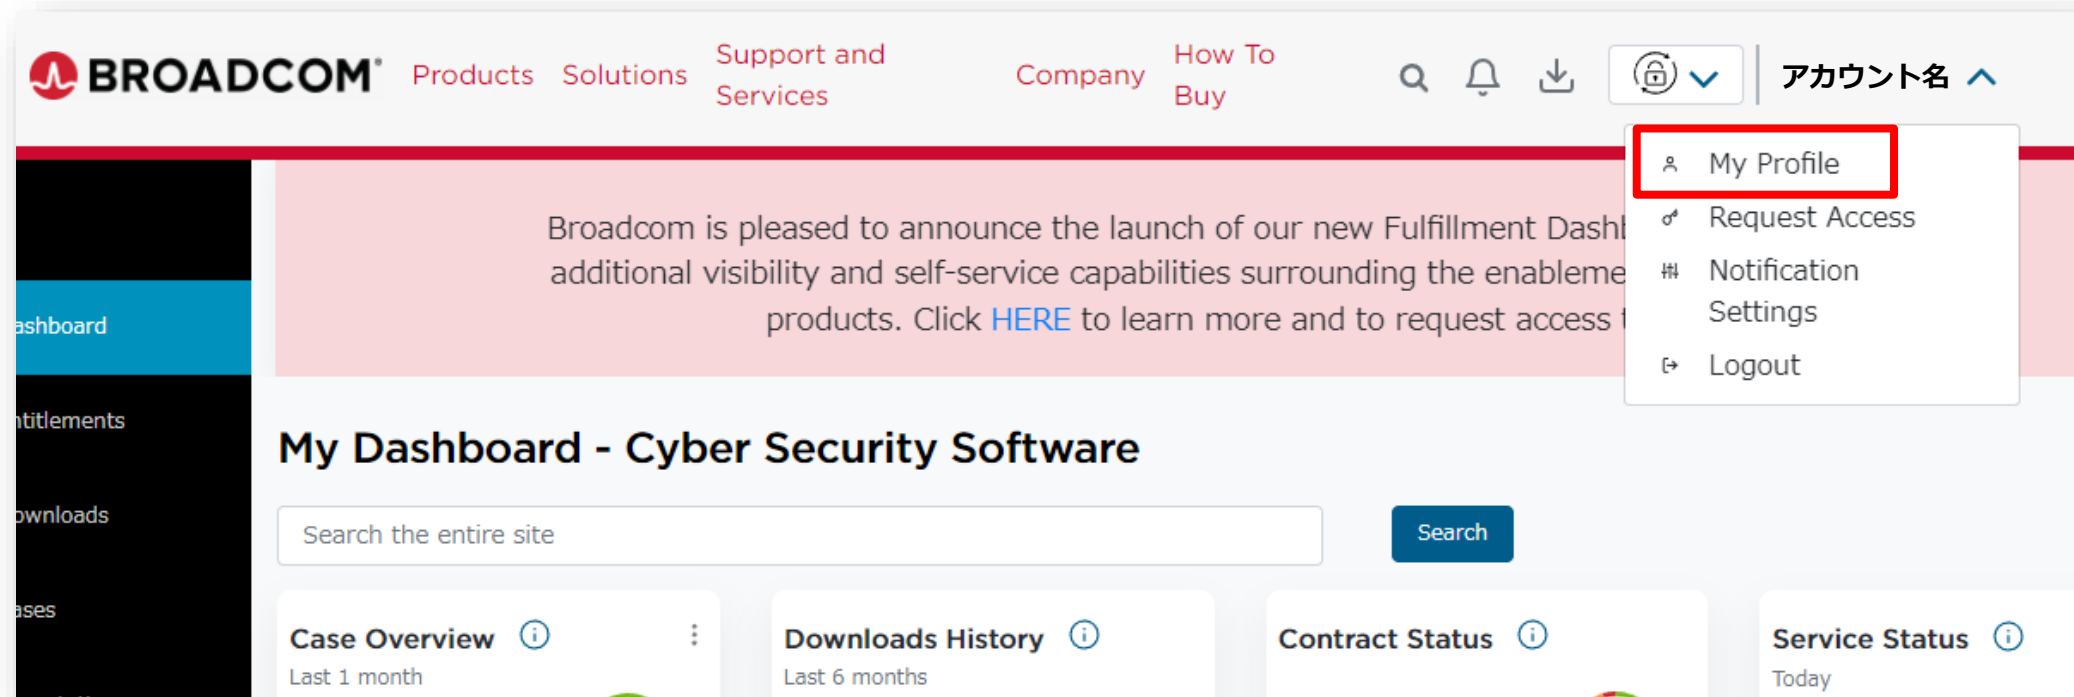 BROADCOM
Products
Solutions
Support and
Services
Company
How To
Buy
アカウント名
My Profile
Request Access
Notification
Settings
Logout
Broadcom is pleased to announce the launch of our new Fulfillment
additional visibility and self-service capabilities surrounding the
products. Click HERE to learn more and to request access
ashboard
ntitlements
ownloads
ases
My Dashboard - Cyber Security Software
Search the entire site
Search
Case Overview
Last 1 month
Downloads History
Last 6 months
Contract Status
Service Status
Today